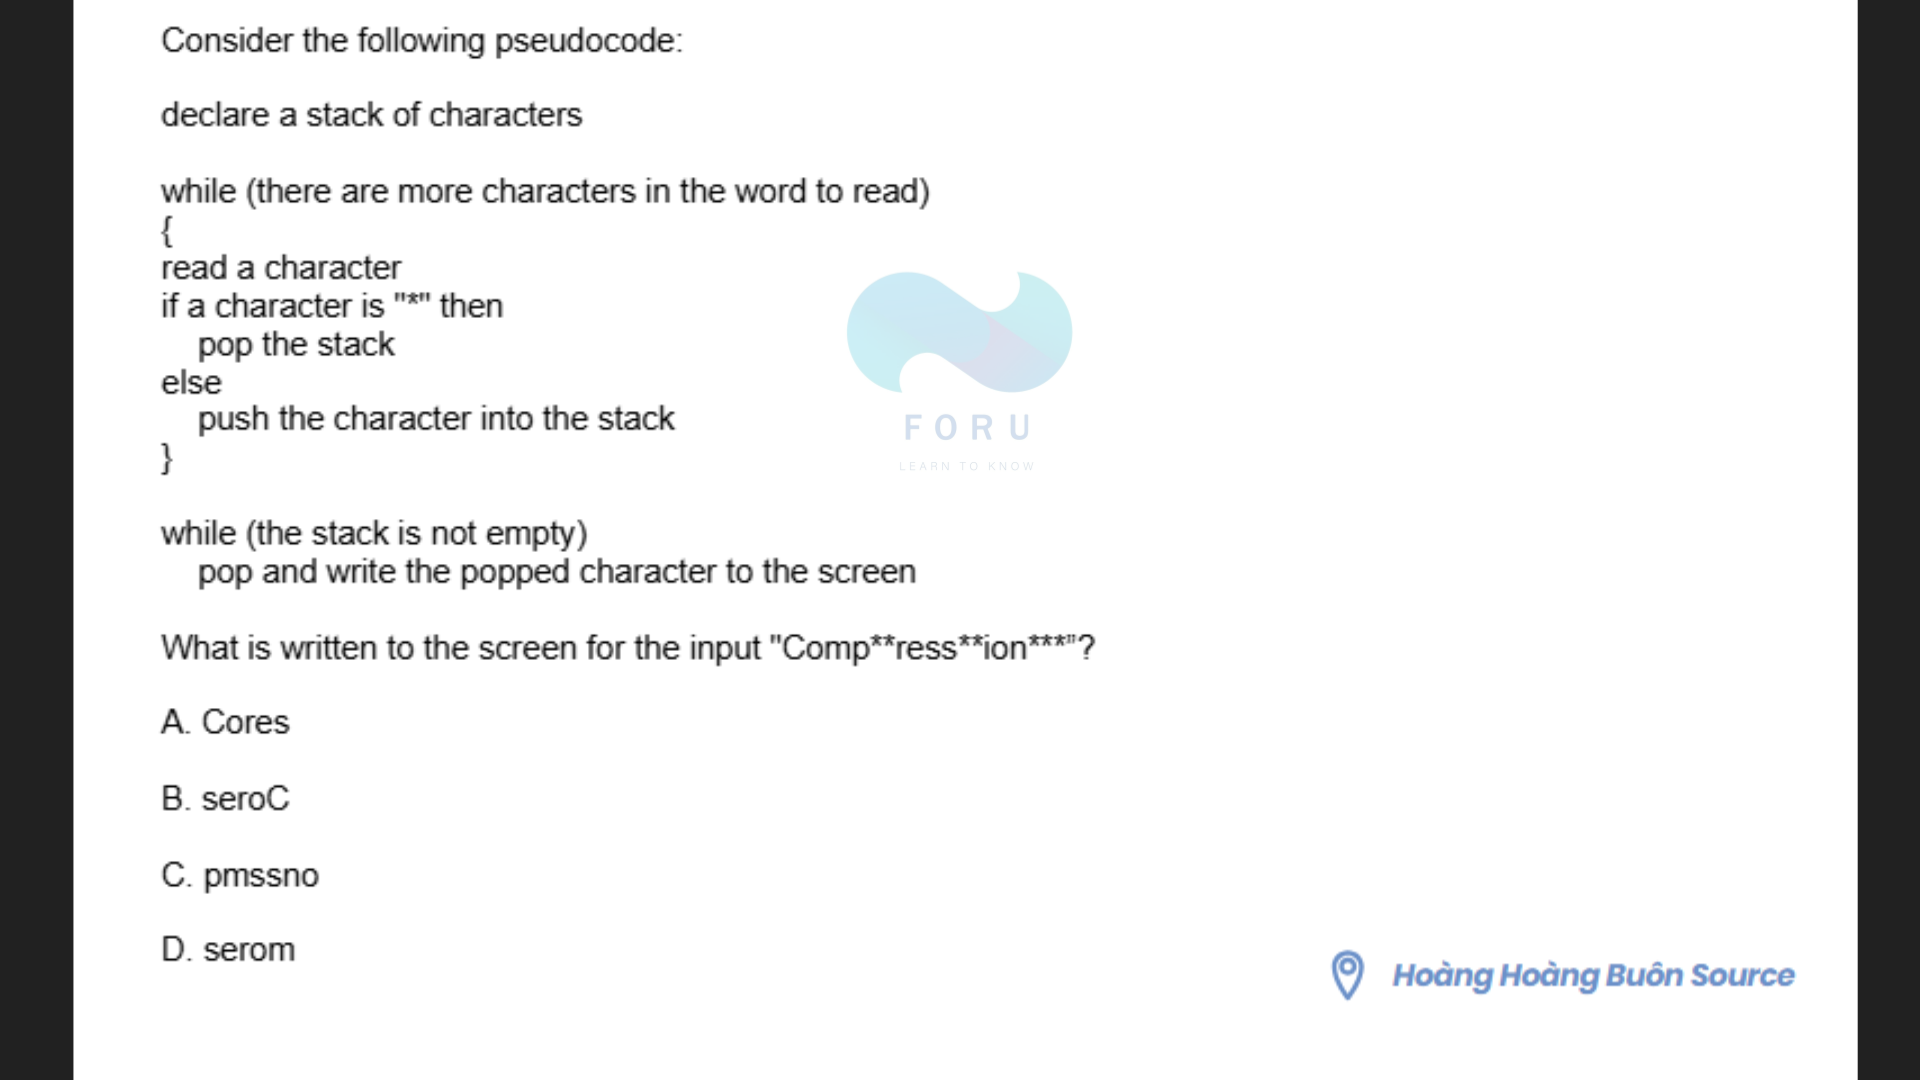 Consider the following pseudocode:
declare a stack of characters
while (there are more characters in the word to read)
{
read a character
if a character is "*" then
pop the stack
else
push the character into the stack
}
while (the stack is not empty)
pop and write the popped character to the screen
What is written to the screen for the input "Comp**ress**ion***"?
A. Cores
B. seroC
C. pmssno
D. serom
FORU
LEARN TO KNOW
Hoàng Hoàng Buôn Source